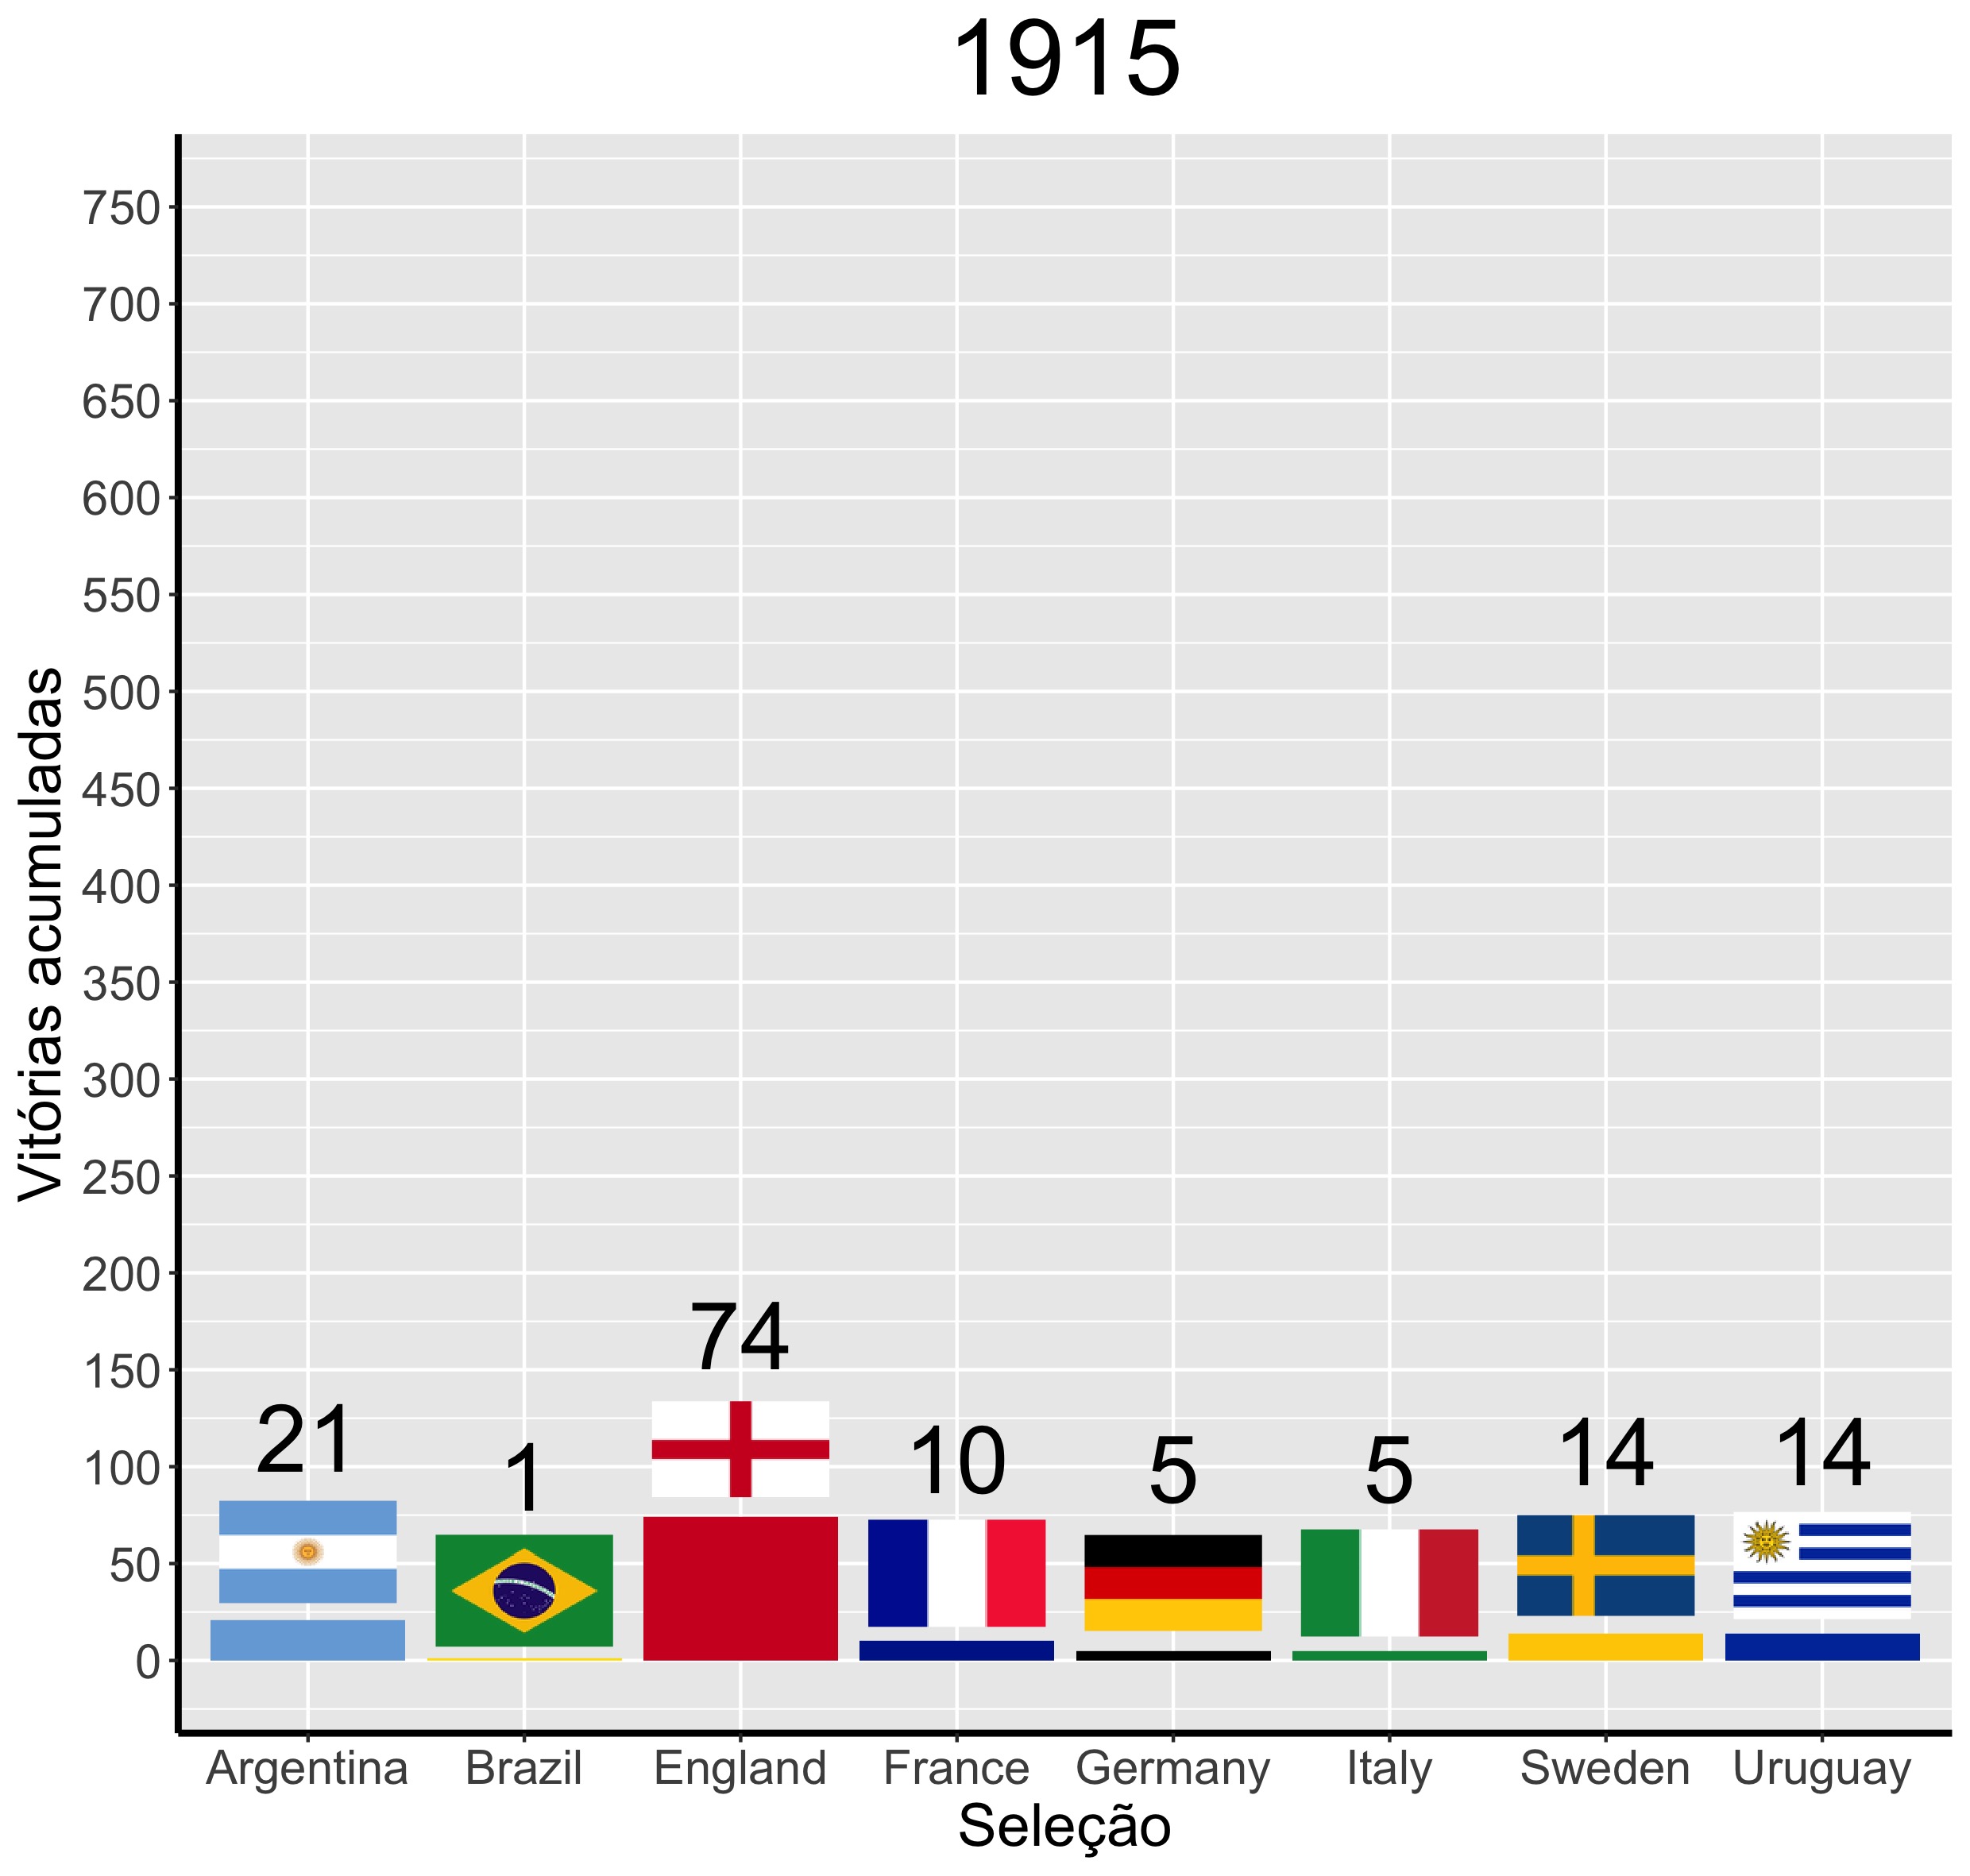 1915
Vitórias acumuladas
750
700
650
600
550
500
450
400
350
300
250
200
150
100
50
0
21
1
74
10
5
5
14
14
Argentina
Brazil
England
France
Germany
Italy
Sweden
Uruguay
Seleção